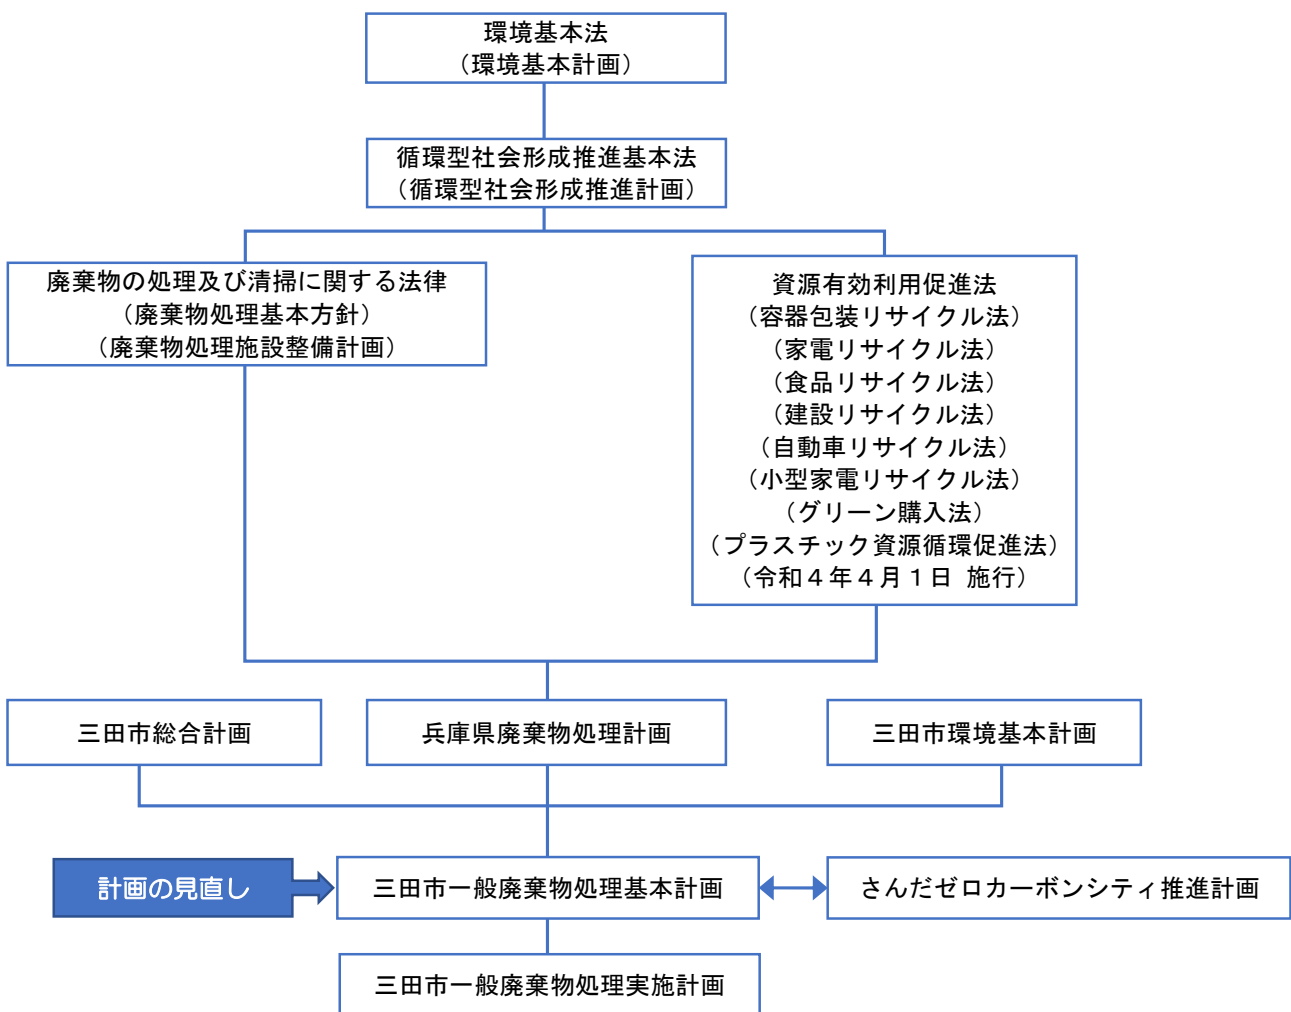 環境基本法
（環境基本計画）
循環型社会形成推進基本法
（循環型社会形成推進計画）
廃棄物の処理及び清掃に関する法律
（廃棄物処理基本方針）
（廃棄物処理施設整備計画）
資源有効利用促進法
（容器包装リサイクル法）
（家電リサイクル法）
（食品リサイクル法）
（建設リサイクル法）
（自動車リサイクル法）
（小型家電リサイクル法）
（グリーン購入法）
（プラスチック資源循環促進法）
（令和４年４月１日 施行）
三田市総合計画
兵庫県廃棄物処理計画
三田市環境基本計画
計画の見直し
三田市一般廃棄物処理基本計画
さんだゼロカーボンシティ推進計画
三田市一般廃棄物処理実施計画